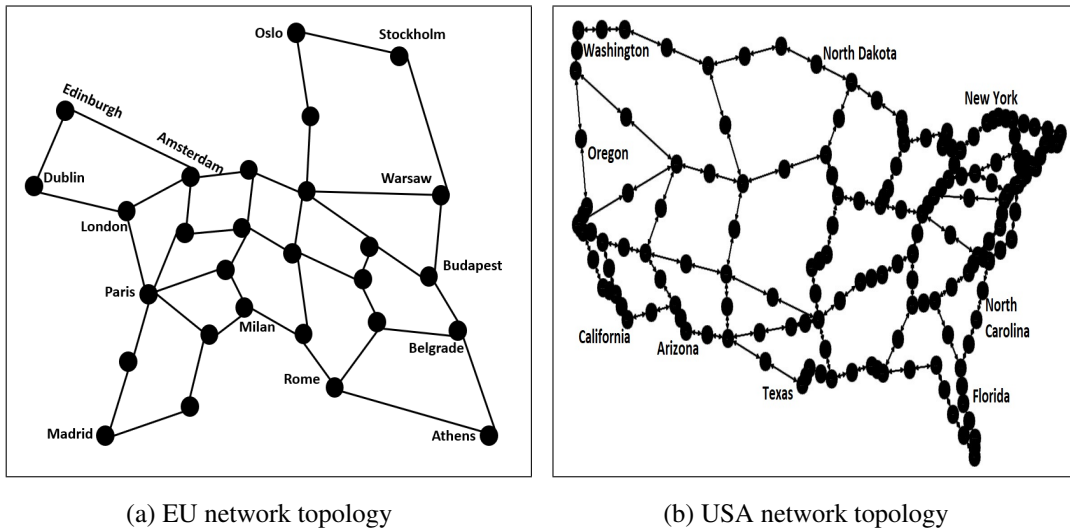 Oslo
Stockholm
Edinburgh
Amsterdam
Dublin
Warsaw
London
Budapest
Paris
Milan
Belgrade
Rome
Madrid
Athens
(a) EU network topology
Washington
North Dakota
New York
Oregon
California
Arizona
North
Carolina
Texas
Florida
(b) USA network topology